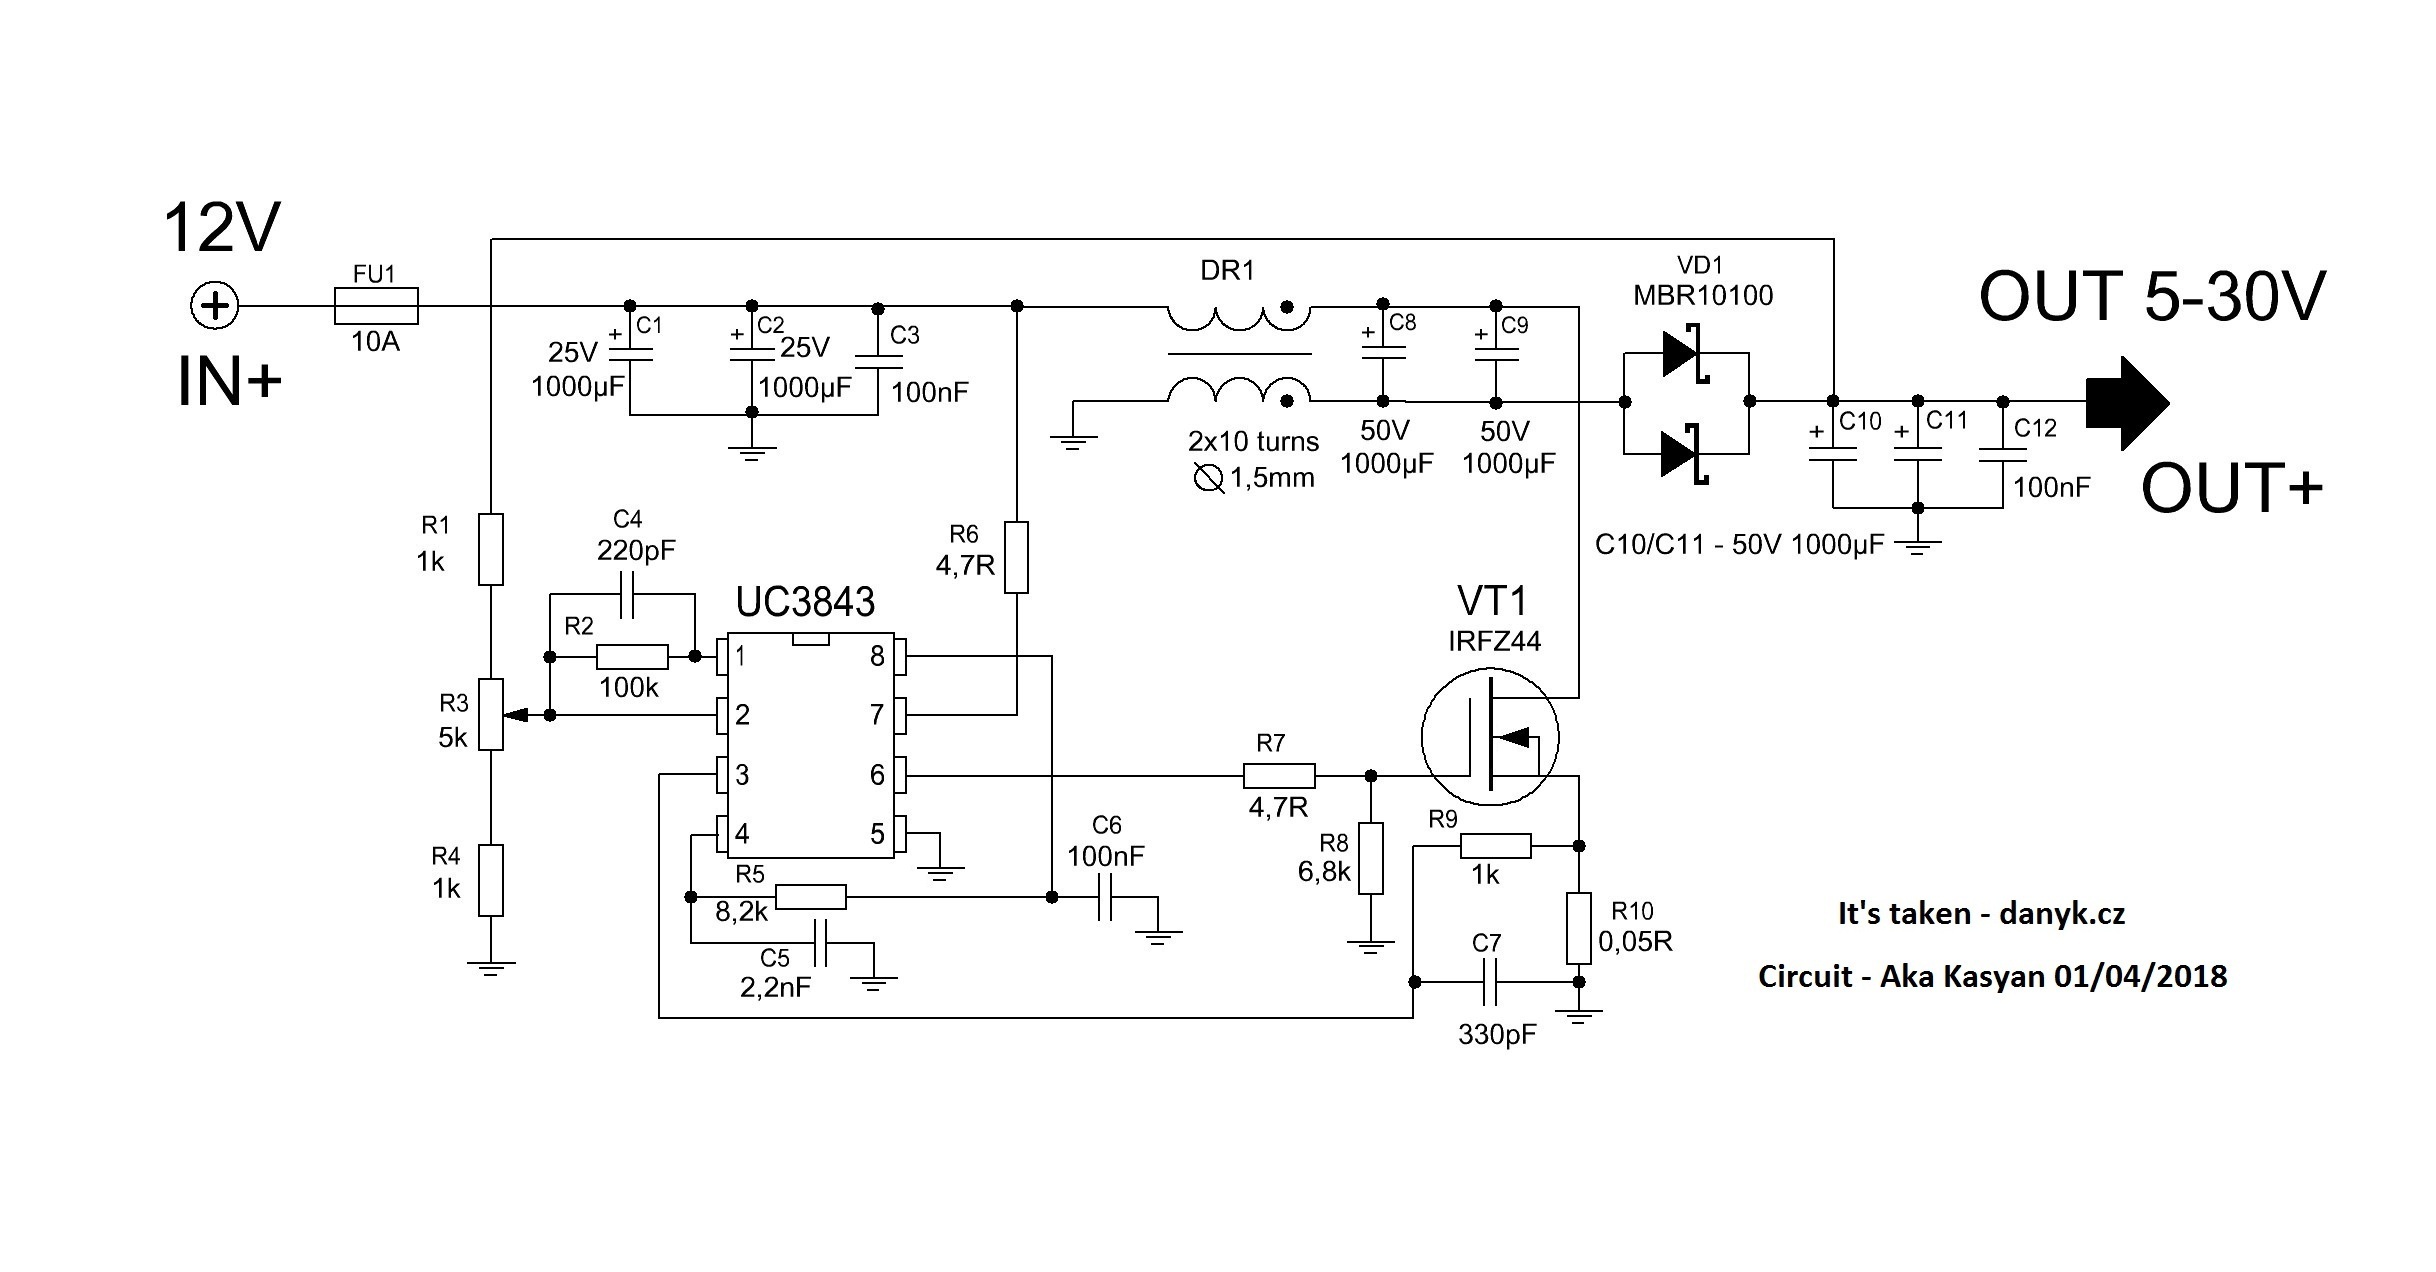 12V
IN+
FU1
10A
+
C1
25V
1000µF
+
C2
25V
1000µF
C3
100nF
DR1
2x10 turns
1,5mm
+
C8
50V
1000µF
+
C9
50V
1000µF
VD1
MBR10100
OUT 5-30V
OUT+
+
C10
+
C11
C12
100nF
C10/C11 - 50V 1000µF
R1
1k
C4
220pF
R2
100k
R3
5k
R4
1k
UC3843
1
2
3
4
8
7
6
5
R6
4,7R
R5
8,2k
C5
2,2nF
C6
100nF
R7
4,7R
R8
6,8k
VT1
IRFZ44
R9
1k
R10
0,05R
C7
330pF
It's taken - danyk.cz
Circuit - Aka Kasyan 01/04/2018